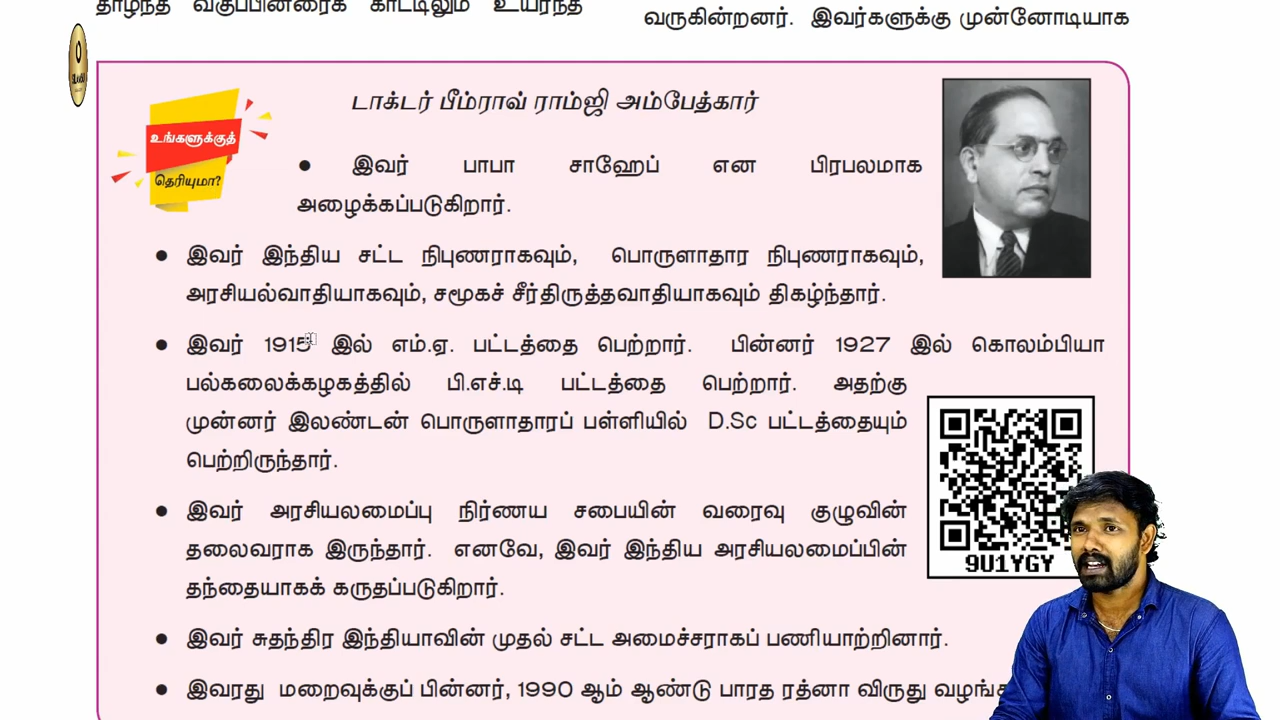 தாழ்ந்த வகுப்பினரைக் காட்டிலும் உயர்ந்த
வருகின்றனர். இவர்களுக்கு முன்னோடியாக
உங்களுக்குத்
தெரியுமா?
டாக்டர் பீம்ராவ் ராம்ஜி அம்பேத்கார்
● இவர் பாபா சாஹேப் என பிரபலமாக
அழைக்கப்படுகிறார்.
● இவர் இந்திய சட்ட நிபுணராகவும், பொருளாதார நிபுணராகவும்,
அரசியல்வாதியாகவும், சமூகச் சீர்திருத்தவாதியாகவும் திகழ்ந்தார்.
● இவர் 1915 இல் எம்.ஏ. பட்டத்தை பெற்றார். பின்னர் 1927 இல் கொலம்பியா
பல்கலைக்கழகத்தில் பி.எச்.டி பட்டத்தை பெற்றார். அதற்கு
முன்னர் இலண்டன் பொருளாதாரப் பள்ளியில் D.Sc பட்டத்தையும்
பெற்றிருந்தார்.
● இவர் அரசியலமைப்பு நிர்ணய சபையின் வரைவு குழுவின்
தலைவராக இருந்தார். எனவே, இவர் இந்திய அரசியலமைப்பின்
தந்தையாகக் கருதப்படுகிறார்.
9U1YGY
● இவர் சுதந்திர இந்தியாவின் முதல் சட்ட அமைச்சராகப் பணியாற்றினார்.
● இவரது மறைவுக்குப் பின்னர், 1990 ஆம் ஆண்டு பாரத ரத்னா விருது